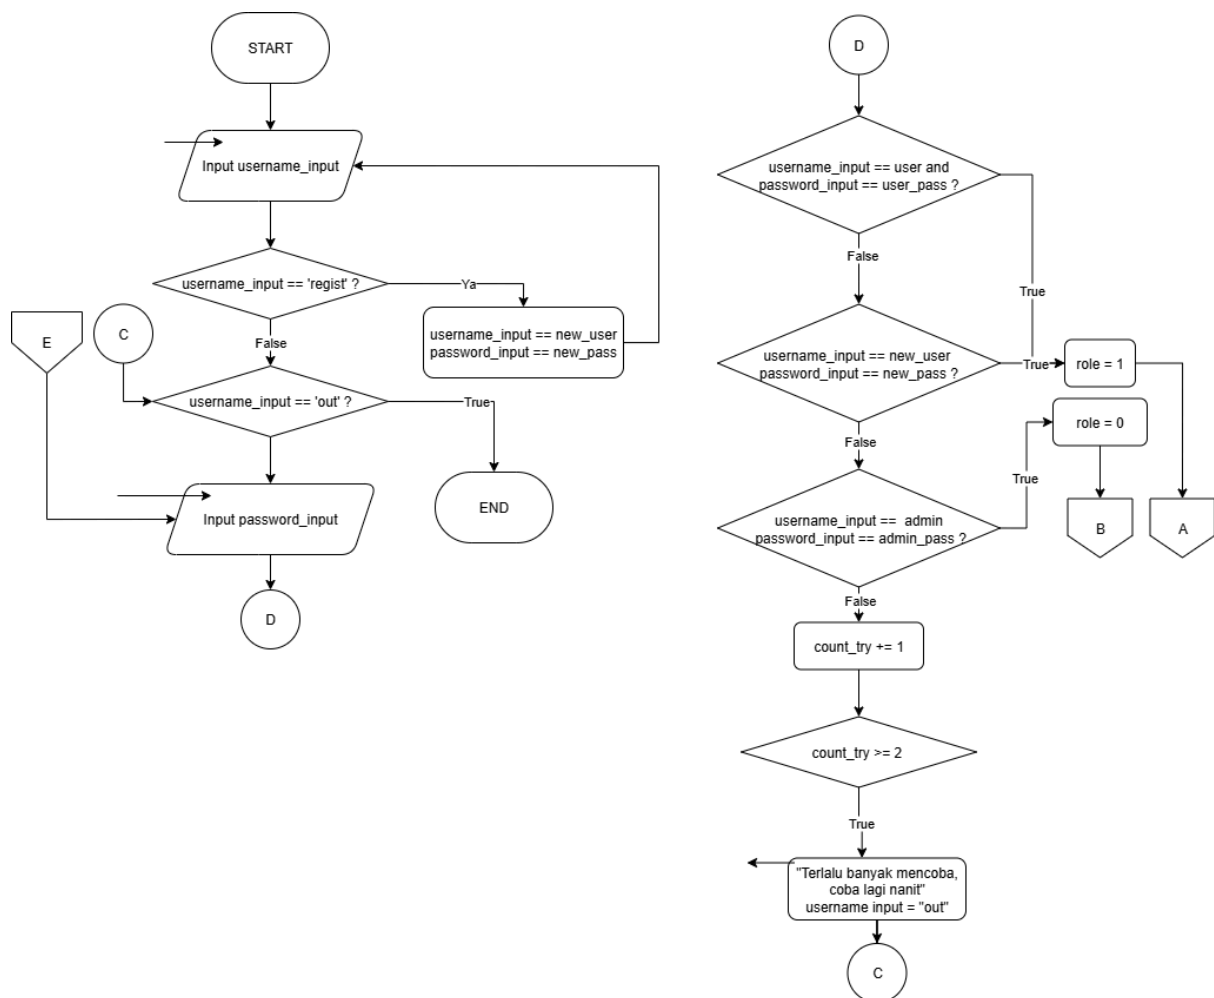 START
Input username_input
username_input == 'regist' ?
Ya
username_input == new_user
password_input == new_pass
False
E
C
username_input == 'out' ?
True
END
Input password_input
D
D
username_input == user and
password_input == user_pass ?
True
False
username_input == new_user
password_input == new_pass ?
True
role = 1
False
role = 0
True
username_input ==  admin
password_input == admin_pass ?
B
A
False
count_try += 1
count_try >= 2
True
"Terlalu banyak mencoba,
coba lagi nanit"
username input = "out"
C